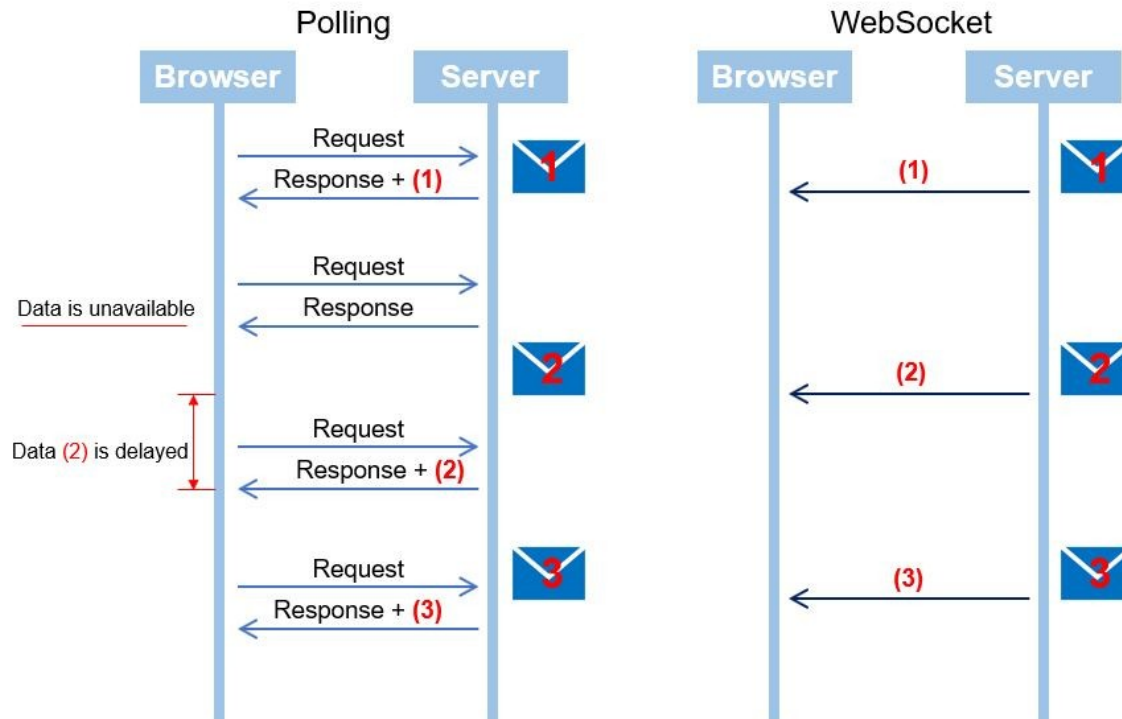 Polling
WebSocket
Browser
Server
Browser
Server
Request
1
Response + (1)
(1)
1
Request
Data is unavailable
Response
2
(2)
2
Request
Data (2) is delayed
Response + (2)
Request
3
(3)
3
Response + (3)